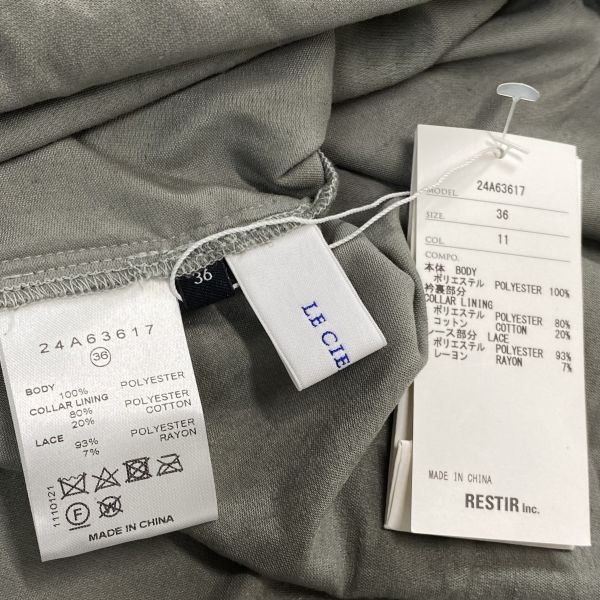 24A63617
36
BODY
100% POLYESTER
COLLAR LINING
80% POLYESTER
20% COTTON
LACE
93% POLYESTER
7% RAYON
1110121
F
W
MADE IN CHINA
36
LE CIE
MODEL. 24A63617
SIZE. 36
COL. 11
COMPO.
本体 BODY
ポリエステル POLYESTER 100%
衿裏部分
COLLAR LINING
ポリエステル POLYESTER 80%
コットン COTTON 20%
レース部分 LACE
ポリエステル POLYESTER 93%
レーヨン RAYON 7%
MADE IN CHINA
RESTIR Inc.